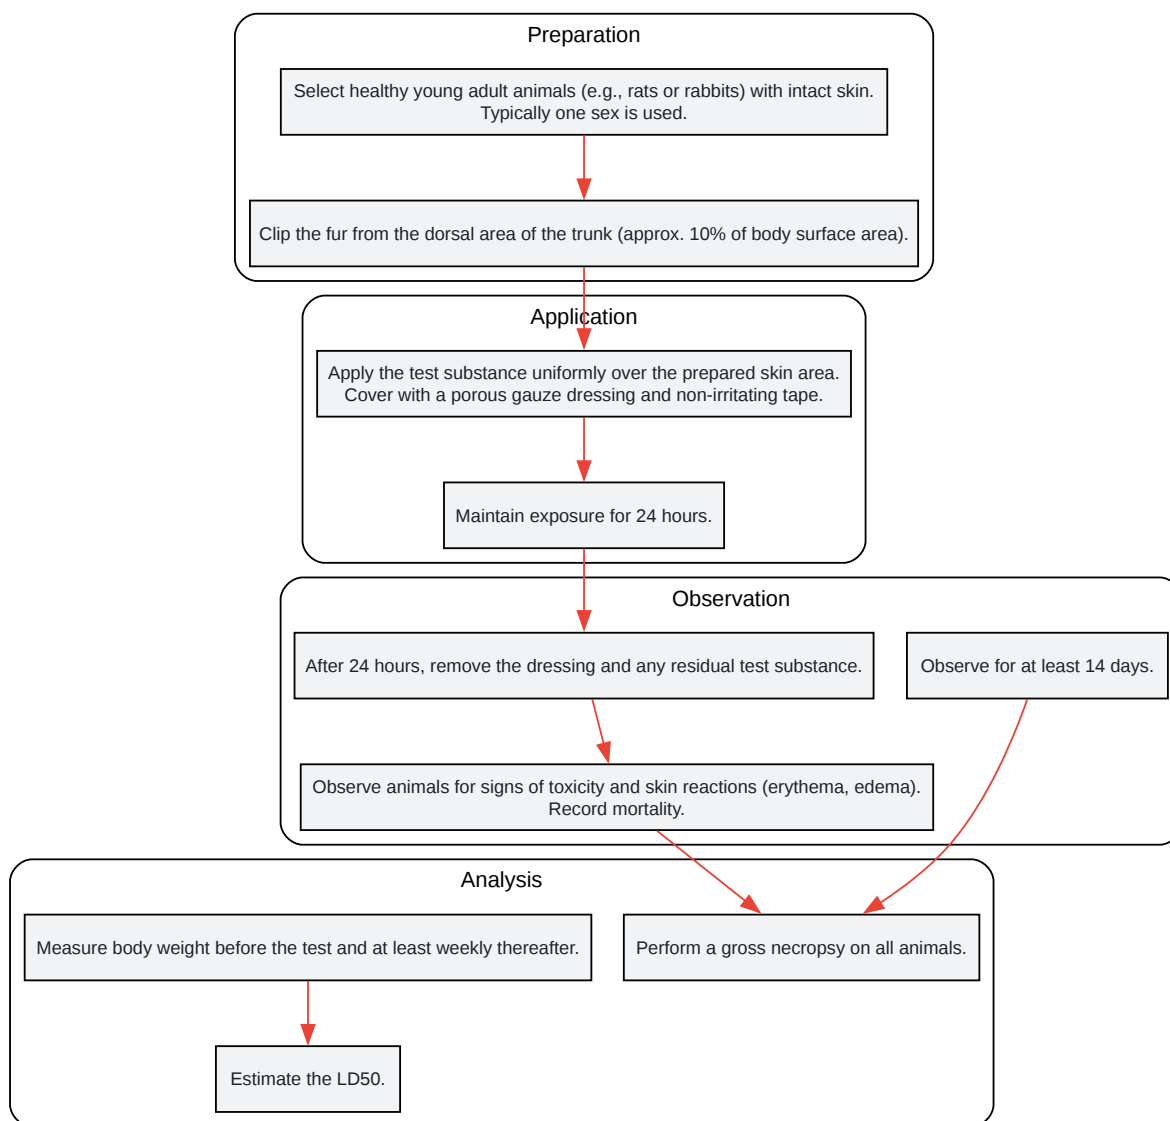 Preparation
Select healthy young adult animals (e.g., rats or rabbits) with intact skin.
Typically one sex is used.
Clip the fur from the dorsal area of the trunk (approx. 10% of body surface area).
Application
Apply the test substance uniformly over the prepared skin area.
Cover with a porous gauze dressing and non-irritating tape.
Maintain exposure for 24 hours.
Observation
After 24 hours, remove the dressing and any residual test substance.
Observe for at least 14 days.
Observe animals for signs of toxicity and skin reactions (erythema, edema).
Record mortality.
Analysis
Measure body weight before the test and at least weekly thereafter.
Perform a gross necropsy on all animals.
Estimate the LD50.